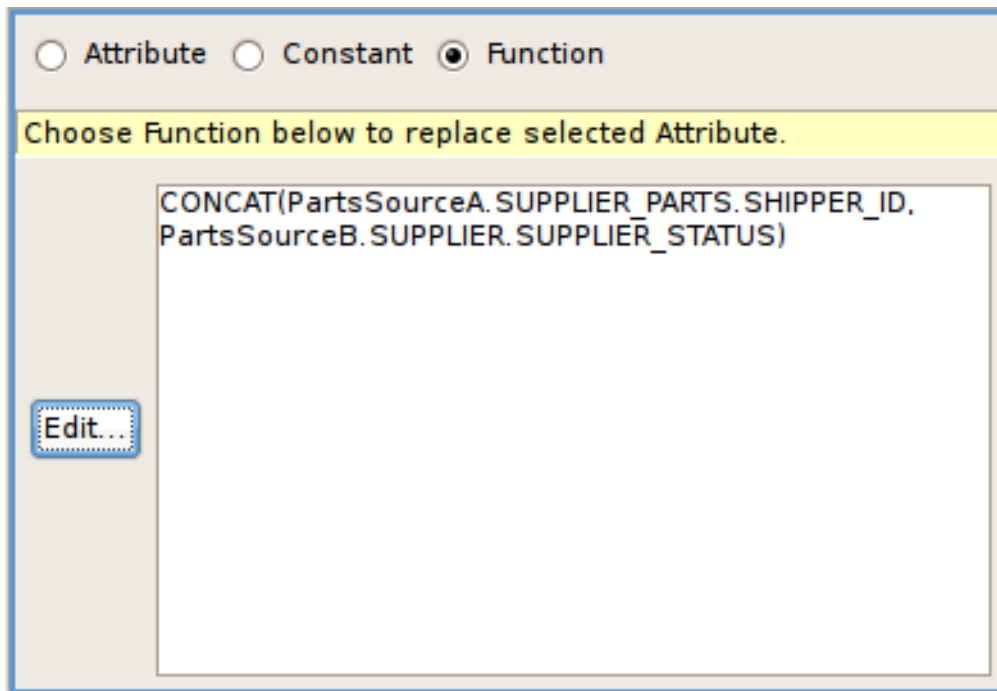 Attribute Constant Function
Choose Function below to replace selected Attribute.
CONCAT(PartsSourceA.SUPPLIER_PARTS.SHIPPER_ID,
PartsSourceB.SUPPLIER.SUPPLIER_STATUS)
Edit...